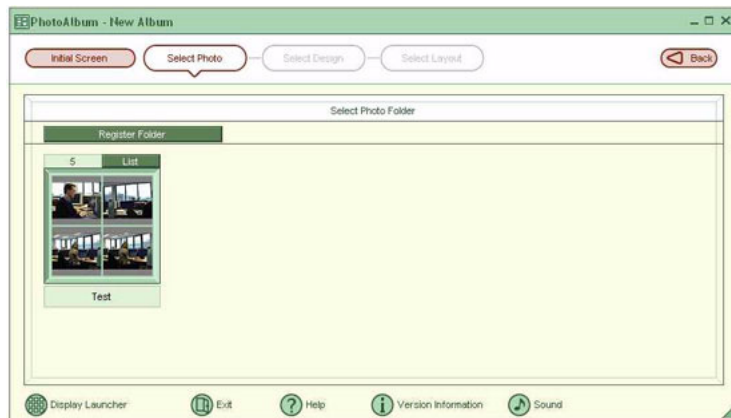 PhotoAlbum - New Album
Initial Screen Select Photo Select Design Select Layout Back
Select Photo Folder
Register Folder
5 List
Test
Display Launcher Exit Help Version Information Sound